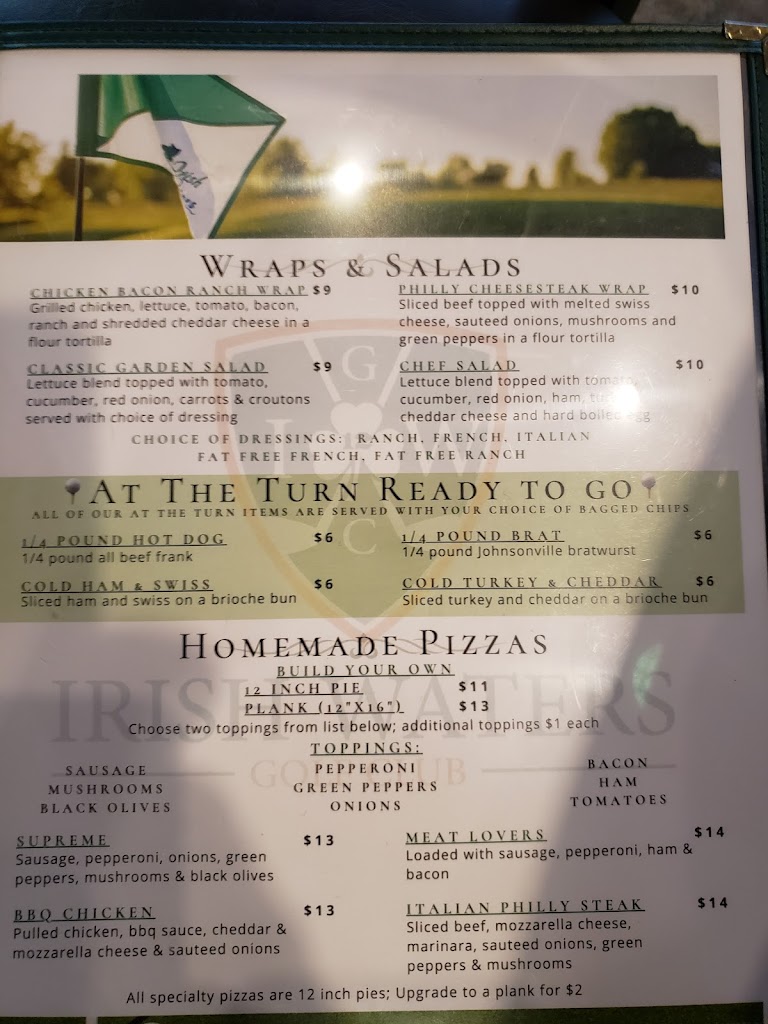 Irish
WRAPS & SALADS
CHICKEN BACON RANCH WRAP $9
Grilled chicken, lettuce, tomato, bacon,
ranch and shredded cheddar cheese in a
flour tortilla
PHILLY CHEESESTEAK WRAP $10
Sliced beef topped with melted swiss
cheese, sauteed onions, mushrooms and
green peppers in a flour tortilla
CLASSIC GARDEN SALAD $9
Lettuce blend topped with tomato,
cucumber, red onion, carrots & croutons
served with choice of dressing
CHEF SALAD $10
Lettuce blend topped with tomato,
cucumber, red onion, ham,
cheddar cheese and hard boiled egg
CHOICE OF DRESSINGS: RANCH, FRENCH, ITALIAN
FAT FREE FRENCH, FAT FREE RANCH
AT THE TURN READY TO GO
ALL OF OUR AT THE TURN ITEMS ARE SERVED WITH YOUR CHOICE OF BAGGED CHIPS
1/4 POUND HOT DOG $6
1/4 pound all beef frank
1/4 POUND BRAT $6
1/4 pound Johnsonville bratwurst
COLD HAM & SWISS $6
Sliced ham and swiss on a brioche bun
COLD TURKEY & CHEDDAR $6
Sliced turkey and cheddar on a brioche bun
G
I W
C
HOMEMADE PIZZAS
BUILD YOUR OWN
12 INCH PIE $11
PLANK (12"X16") $13
Choose two toppings from list below; additional toppings $1 each
IRISH WATERS
GOLF CLUB
TOPPINGS:
SAUSAGE
MUSHROOMS
BLACK OLIVES
PEPPERONI
GREEN PEPPERS
ONIONS
BACON
HAM
TOMATOES
SUPREME $13
Sausage, pepperoni, onions, green
peppers, mushrooms & black olives
MEAT LOVERS $14
Loaded with sausage, pepperoni, ham &
bacon
BBQ CHICKEN $13
Pulled chicken, bbq sauce, cheddar &
mozzarella cheese & sauteed onions
ITALIAN PHILLY STEAK $14
Sliced beef, mozzarella cheese,
marinara, sauteed onions, green
peppers & mushrooms
All specialty pizzas are 12 inch pies; Upgrade to a plank for $2